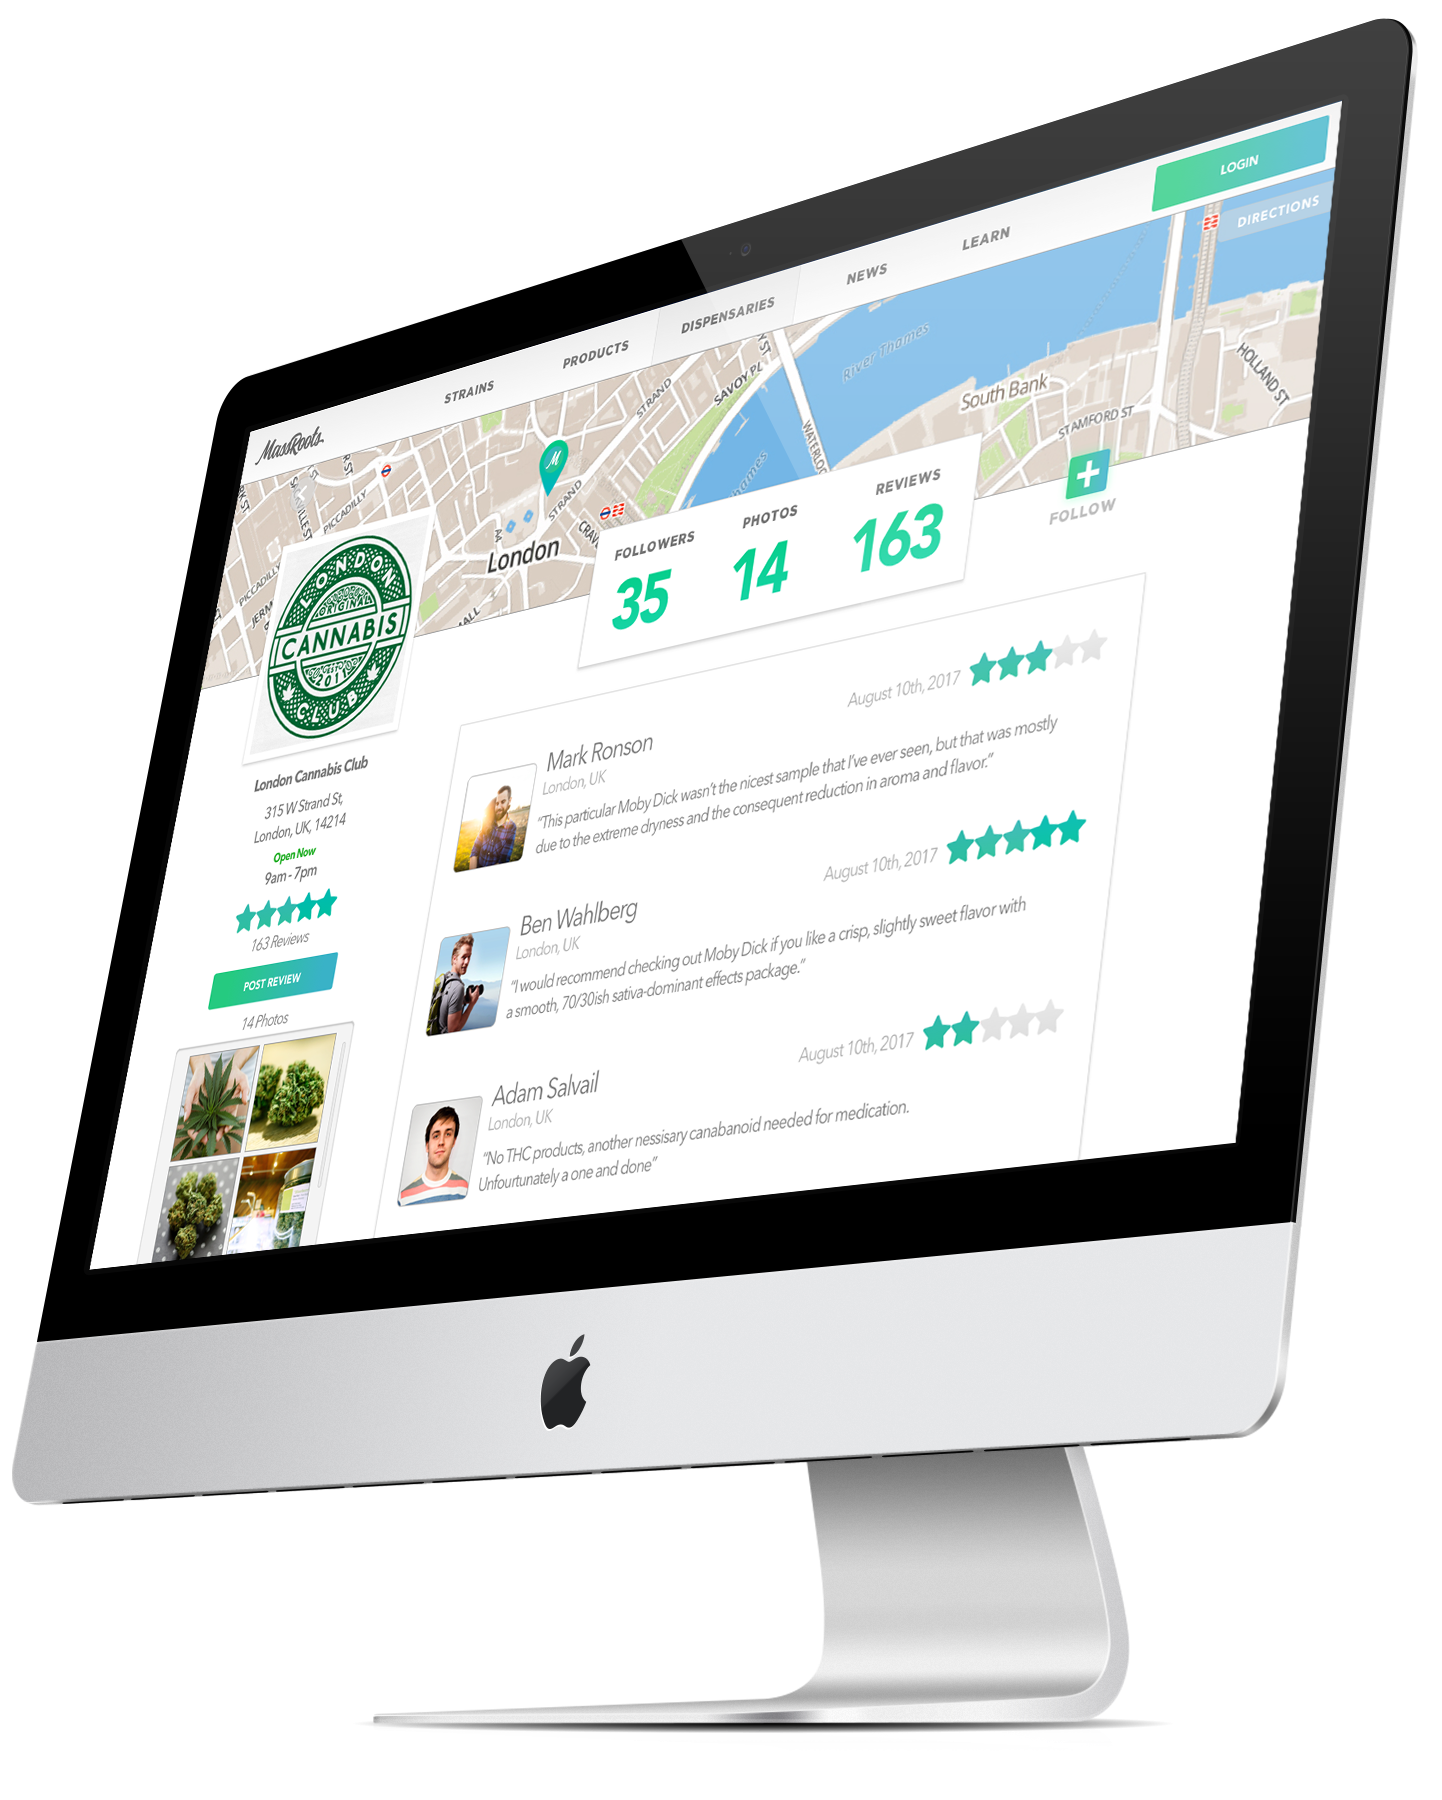 MassRoots
STRAINS
PRODUCTS
DISPENSARIES
NEWS
LEARN
LOGIN
DIRECTIONS
River Thames
South Bank
STAMFORD ST
HOLLAND ST
SAVOY PL
STRAND
STRAND
PICCADILLY
London
FOLLOWERS
35
PHOTOS
14
REVIEWS
163
FOLLOW
LONDON
ORIGINAL
CANNABIS
2011
CLUB
London Cannabis Club
315 W Strand St,
London, UK, 14214
Open Now
9am - 7pm
163 Reviews
POST REVIEW
14 Photos
August 10th, 2017
Mark Ronson
London, UK
“This particular Moby Dick wasn’t the nicest sample that I’ve ever seen, but that was mostly
due to the extreme dryness and the consequent reduction in aroma and flavor.”
August 10th, 2017
Ben Wahlberg
London, UK
“I would recommend checking out Moby Dick if you like a crisp, slightly sweet flavor with
a smooth, 70/30ish sativa-dominant effects package.”
August 10th, 2017
Adam Salvail
London, UK
“No THC products, another nessisary canabanoid needed for medication.
Unfourtunately a one and done”